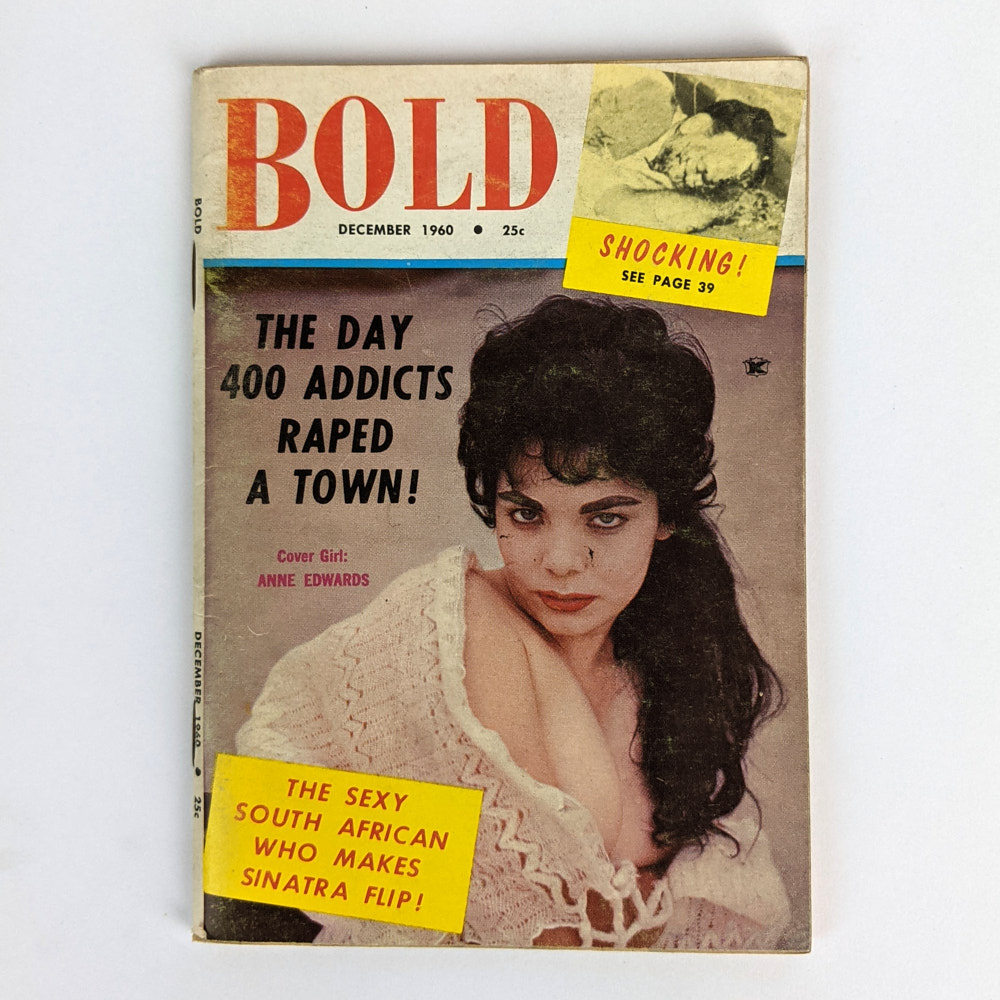 BOLD
DECEMBER 1960 • 25c
SHOCKING!
SEE PAGE 39
THE DAY
400 ADDICTS
RAPED
A TOWN!
K
Cover Girl:
ANNE EDWARDS
THE SEXY
SOUTH AFRICAN
WHO MAKES
SINATRA FLIP!
BOLD
DECEMBER 1960 • 25c